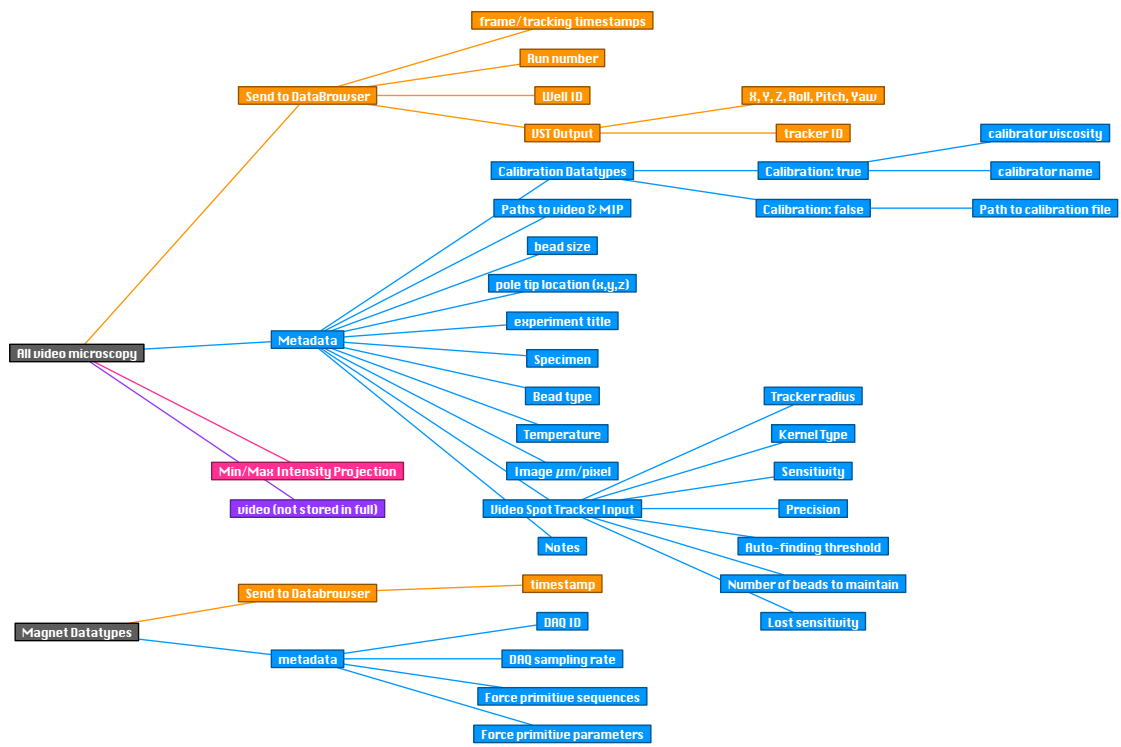 frame/tracking timestamps
Run number
Send to DataBrowser
Well ID
X, Y, Z, Roll, Pitch, Yaw
VST Output
tracker ID
calibrator viscosity
Calibration Datatypes
Calibration: true
calibrator name
Paths to video & MIP
Calibration: false
Path to calibration file
bead size
pole tip location (x,y,z)
experiment title
Metadata
All video microscopy
Specimen
Bead type
Tracker radius
Temperature
Kernel Type
Min/Max Intensity Projection
Image µm/pixel
Sensitivity
video (not stored in full)
Video Spot Tracker Input
Precision
Notes
Auto-finding threshold
Send to Databrowser
timestamp
Number of beads to maintain
DAQ ID
Lost sensitivity
Magnet Datatypes
metadata
DAQ sampling rate
Force primitive sequences
Force primitive parameters